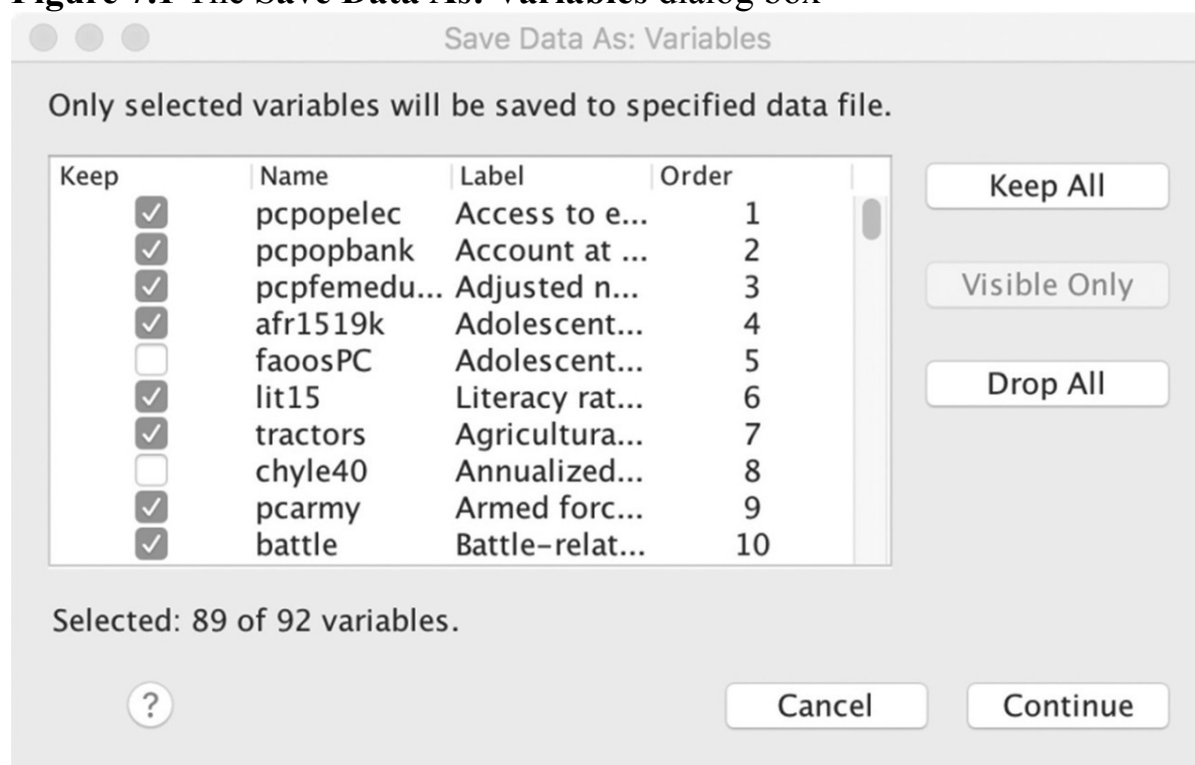 Figure 7.1 The Save Data As: Variables dialog box
Save Data As: Variables
Only selected variables will be saved to specified data file.
Keep Name Label Order
pcpopelec Access to e... 1
pcpopbank Account at ... 2
pcpfemedu... Adjusted n... 3
afr1519k Adolescent... 4
faoosPC Adolescent... 5
lit15 Literacy rat... 6
tractors Agricultura... 7
chyle40 Annualized... 8
pcarmy Armed forc... 9
battle Battle-relat... 10
Keep All
Visible Only
Drop All
Selected: 89 of 92 variables.
?
Cancel Continue